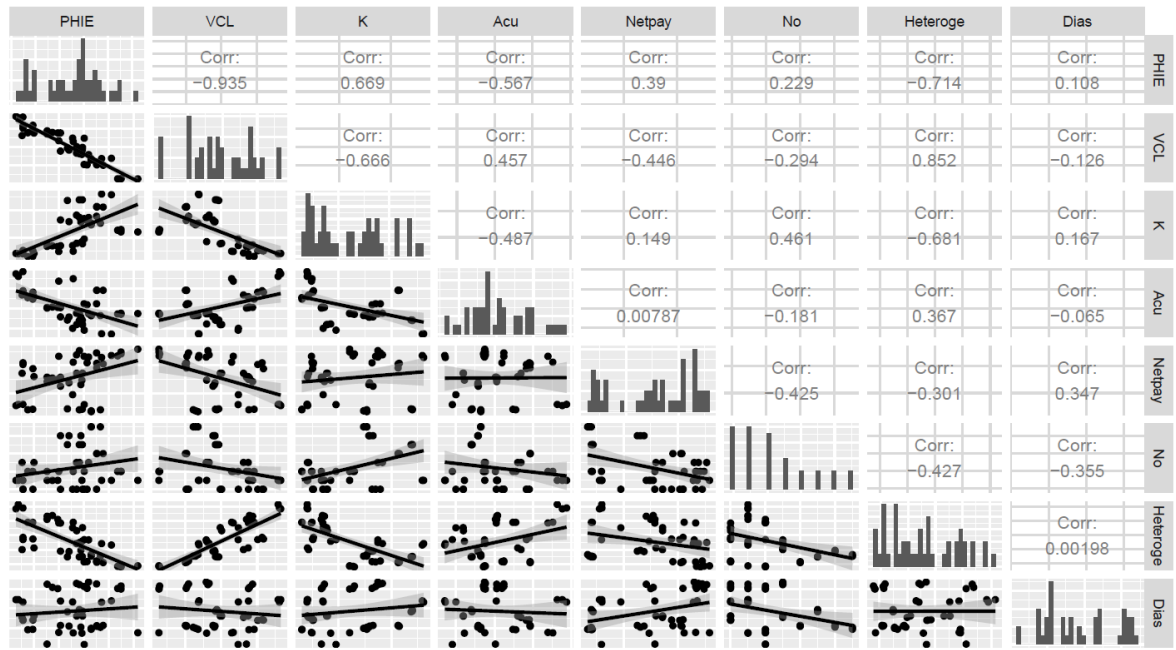 PHIE VCL K Acu Netpay No Heteroge Dias
Corr: Corr: Corr: Corr: Corr: Corr: Corr:
−0.935 0.669 −0.567 0.39 0.229 −0.714 0.108
PHIE
Corr: Corr: Corr: Corr: Corr: Corr:
−0.666 0.457 −0.446 −0.294 0.852 −0.126
VCL
Corr: Corr: Corr: Corr: Corr:
−0.487 0.149 0.461 −0.681 0.167
K
Corr: Corr: Corr: Corr:
0.00787 −0.181 0.367 −0.065
Acu
Corr: Corr: Corr:
−0.425 −0.301 0.347
Netpay
Corr: Corr:
−0.427 −0.355
No
Corr:
0.00198
Heteroge
Dias